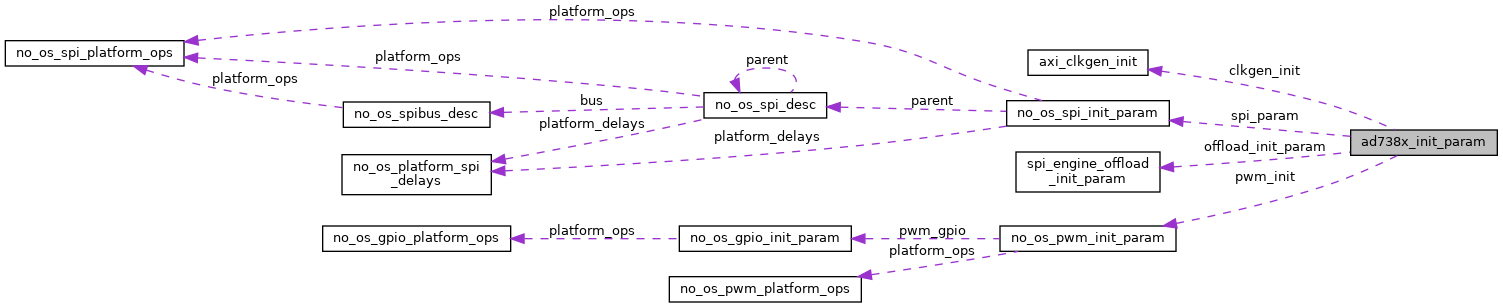 platform_ops
no_os_spi_platform_ops
platform_ops
parent
axi_clkgen_init
clkgen_init
platform_ops
bus
no_os_spi_desc
parent
no_os_spi_init_param
spi_param
no_os_spibus_desc
platform_delays
platform_delays
ad738x_init_param
offload_init_param
no_os_platform_spi
_delays
spi_engine_offload
_init_param
pwm_init
no_os_gpio_platform_ops
platform_ops
no_os_gpio_init_param
pwm_gpio
no_os_pwm_init_param
platform_ops
no_os_pwm_platform_ops